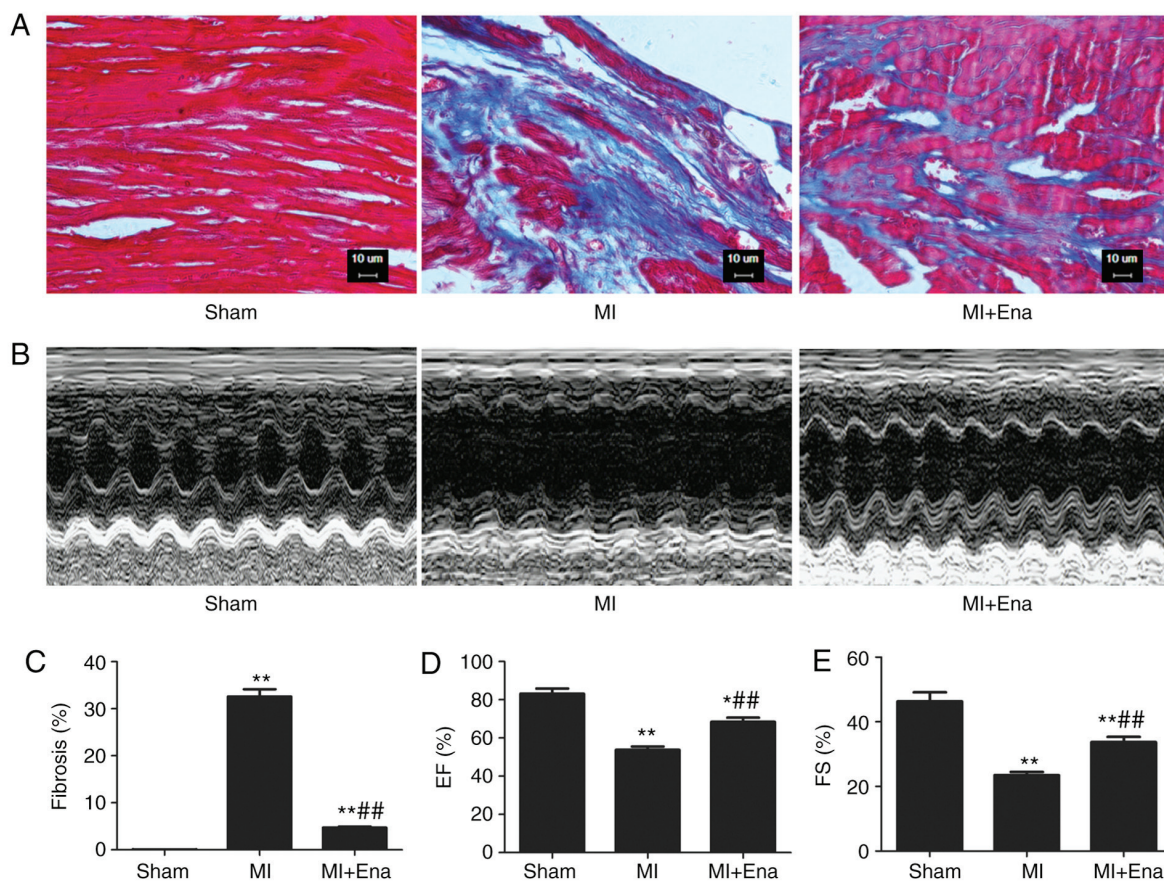 A
10 um
10 um
10 um
Sham
MI
MI+Ena
B
Sham
MI
MI+Ena
C
Fibrosis (%)
40
30
20
10
0
**
**##
Sham
MI
MI+Ena
D
EF (%)
100
80
60
40
20
0
**
*##
Sham
MI
MI+Ena
E
FS (%)
60
40
20
0
**
**##
Sham
MI
MI+Ena